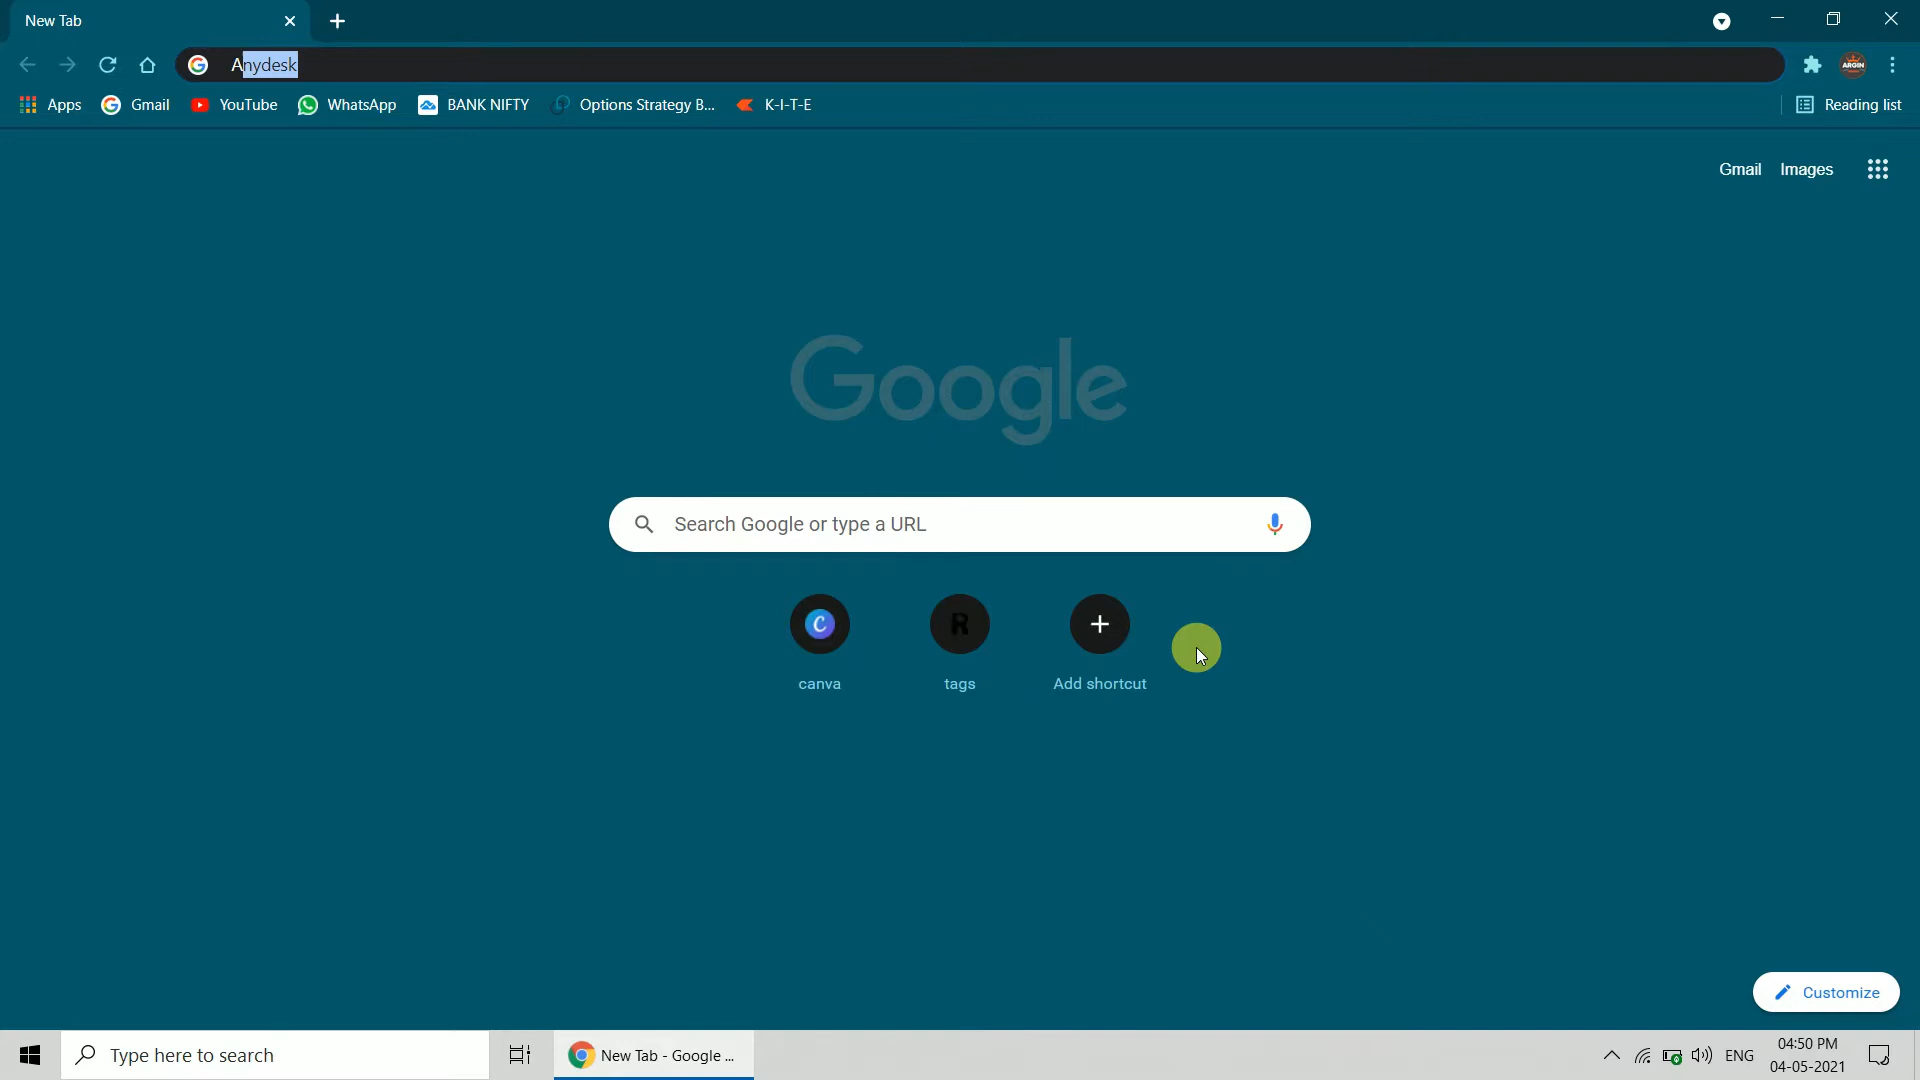 New Tab
Anydesk
Apps Gmail YouTube WhatsApp BANK NIFTY Options Strategy B... K-I-T-E Reading list
Gmail Images
Google
Search Google or type a URL
canva tags Add shortcut
Customize
Type here to search
New Tab - Google ...
ENG
04:50 PM
04-05-2021
ARGIN
R